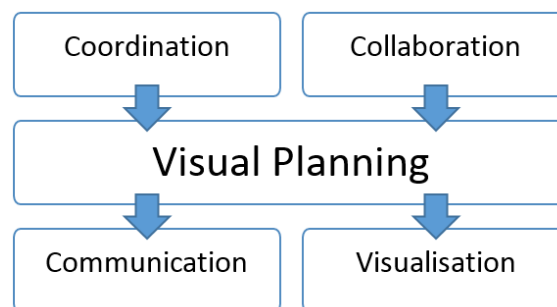 Coordination
Collaboration
Visual Planning
Communication
Visualisation